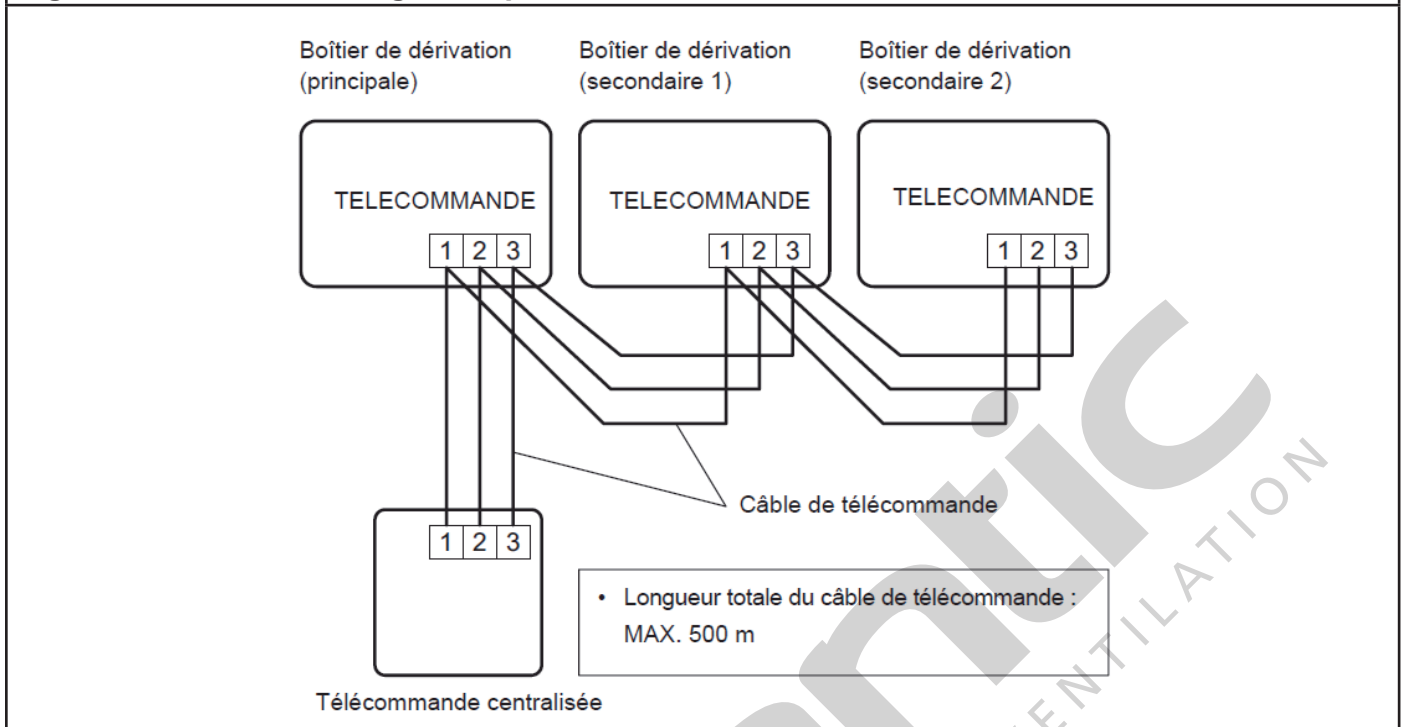 Boîtier de dérivation
(principale)
Boîtier de dérivation
(secondaire 1)
Boîtier de dérivation
(secondaire 2)
TELECOMMANDE
1 2 3
TELECOMMANDE
1 2 3
TELECOMMANDE
1 2 3
Câble de télécommande
1 2 3
• Longueur totale du câble de télécommande :
MAX. 500 m
Télécommande centralisée